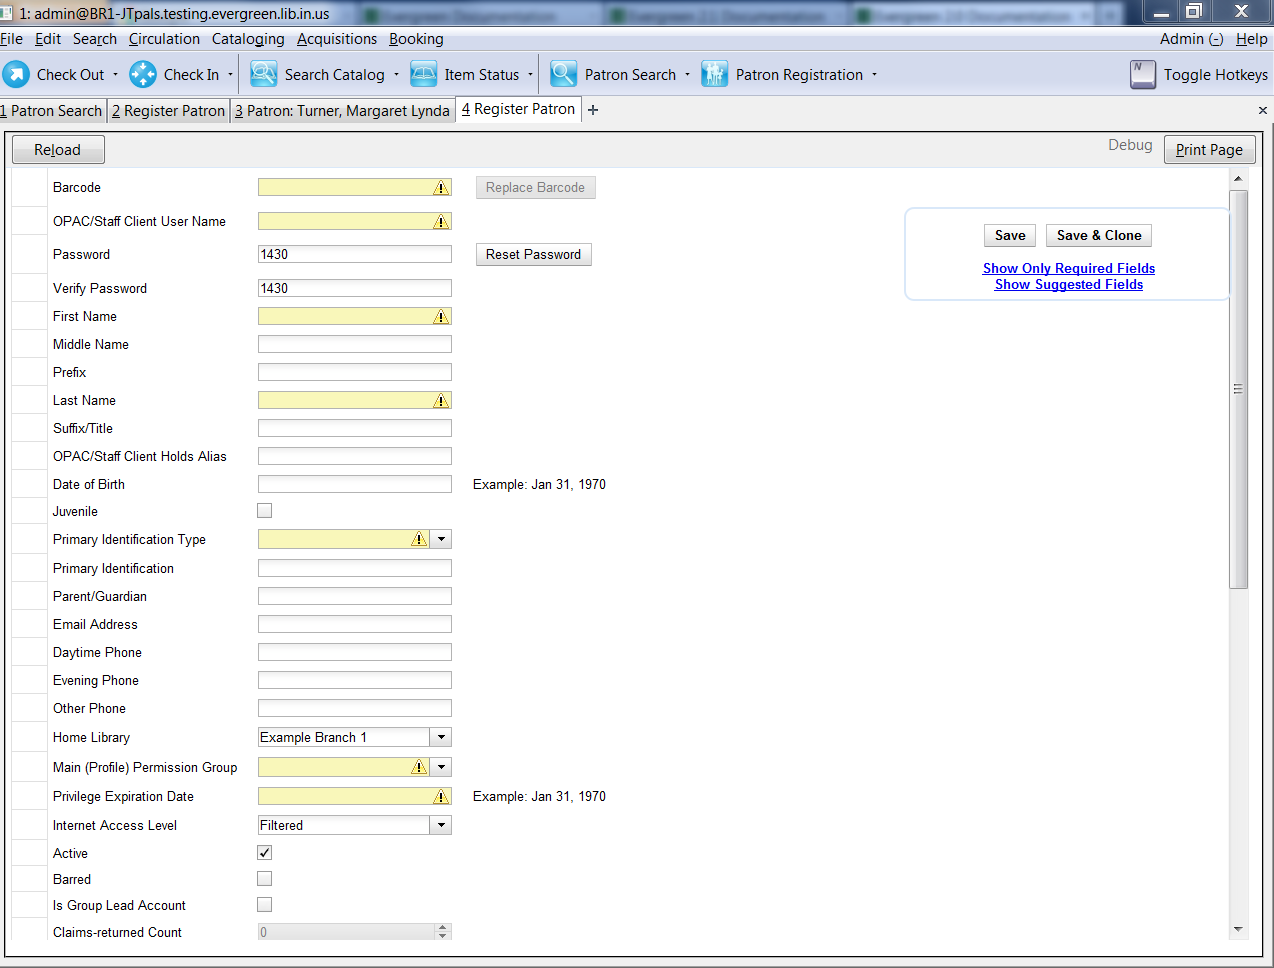 1: admin@BR1-JTpals.testing.evergreen.lib.in.us
File Edit Search Circulation Cataloging Acquisitions Booking Admin (-) Help
Check Out Check In Search Catalog Item Status Patron Search Patron Registration N Toggle Hotkeys
1 Patron Search 2 Register Patron 3 Patron: Turner, Margaret Lynda 4 Register Patron
Reload Debug Print Page
Barcode Replace Barcode
OPAC/Staff Client User Name
Save Save & Clone
Password 1430 Reset Password
Show Only Required Fields
Show Suggested Fields
Verify Password 1430
First Name
Middle Name
Prefix
Last Name
Suffix/Title
OPAC/Staff Client Holds Alias
Date of Birth Example: Jan 31, 1970
Juvenile
Primary Identification Type
Primary Identification
Parent/Guardian
Email Address
Daytime Phone
Evening Phone
Other Phone
Home Library Example Branch 1
Main (Profile) Permission Group
Privilege Expiration Date Example: Jan 31, 1970
Internet Access Level Filtered
Active
Barred
Is Group Lead Account
Claims-returned Count 0